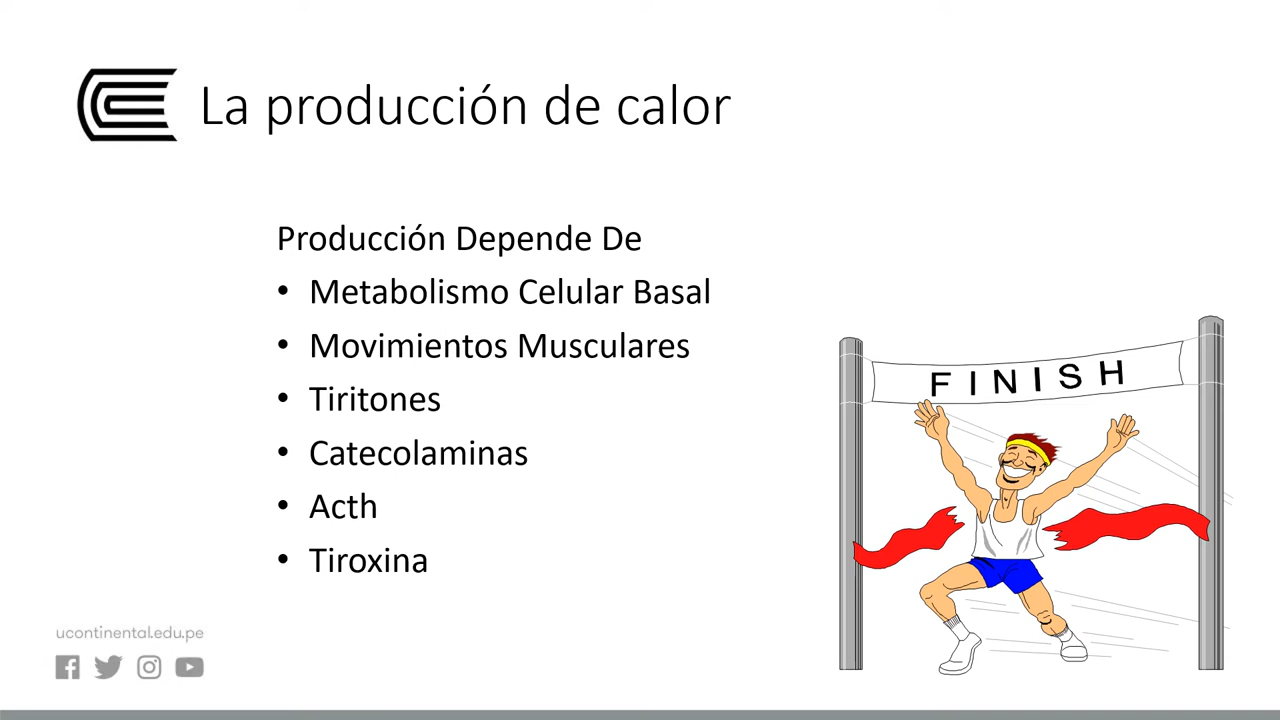 La producción de calor
Producción Depende De
• Metabolismo Celular Basal
• Movimientos Musculares
• Tiritones
• Catecolaminas
• Acth
• Tiroxina
FINISH
ucontinental.edu.pe